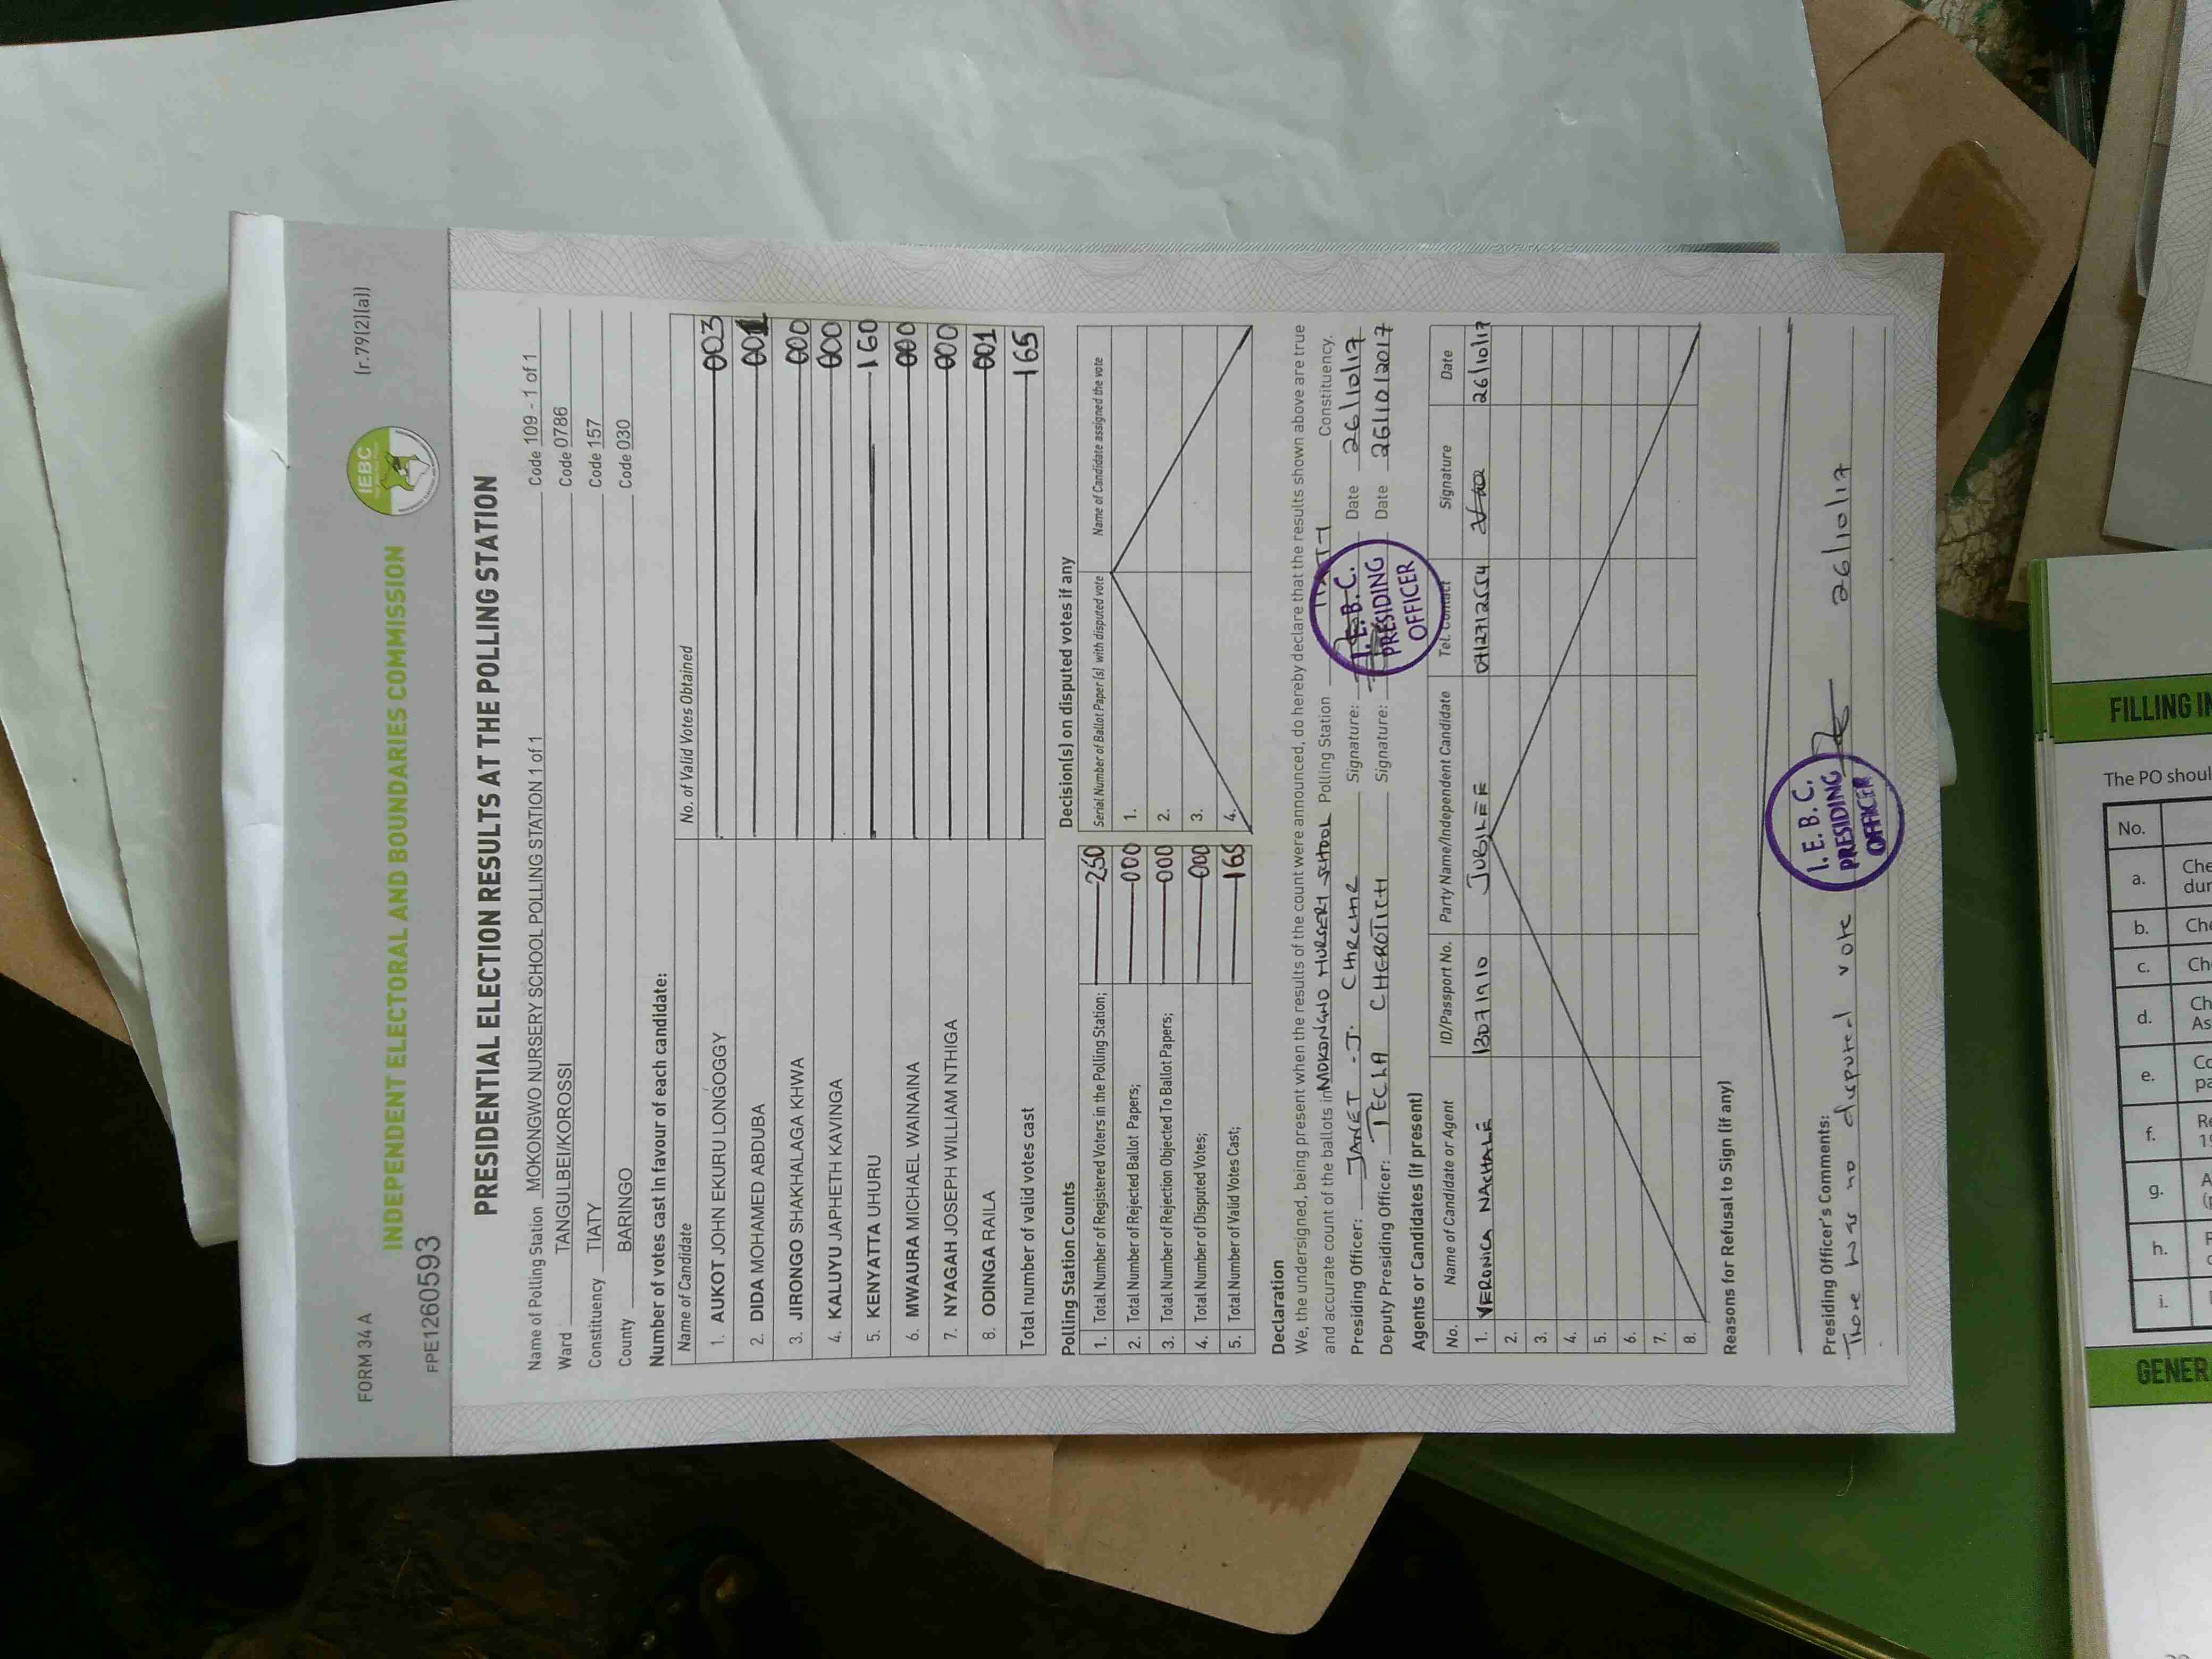 FORM 34 A
(r.79(2)(a))
IEBC
INDEPENDENT ELECTORAL AND BOUNDARIES COMMISSION
FPE1260593
PRESIDENTIAL ELECTION RESULTS AT THE POLLING STATION
Name of Polling Station MOKONGWO NURSERY SCHOOL POLLING STATION 1 of 1 Code 109 - 1 of 1
Ward TANGULBEI/KOROSSI Code 0786
Constituency TIATY Code 157
County BARINGO Code 030
Number of votes cast in favour of each candidate:
Name of Candidate No. of Valid Votes Obtained
1. AUKOT JOHN EKURU LONGOGGY 003
2. DIDA MOHAMED ABDUBA 001
3. JIRONGO SHAKHALAGA KHWA 000
4. KALUYU JAPHETH KAVINGA 000
5. KENYATTA UHURU 160
6. MWAURA MICHAEL WAINAINA 000
7. NYAGAH JOSEPH WILLIAM NTHIGA 000
8. ODINGA RAILA 001
Total number of valid votes cast 165
Polling Station Counts
1. Total Number of Registered Voters in the Polling Station; 250
2. Total Number of Rejected Ballot Papers; 000
3. Total Number of Rejection Objected To Ballot Papers; 000
4. Total Number of Disputed Votes; 000
5. Total Number of Valid Votes Cast; 165
Decision(s) on disputed votes if any
Serial Number of Ballot Paper (s) with disputed vote Name of Candidate assigned the vote
1.
2.
3.
4.
Declaration
We, the undersigned, being present when the results of the count were announced, do hereby declare that the results shown above are true
and accurate count of the ballots in MOKONGWO NURSERY SCHOOL Polling Station TIATY Constituency.
Presiding Officer: JANET J. Signature: Date 26/10/17
Deputy Presiding Officer: TECLA CHEROTICH Signature: Date 26/10/2017
I.E.B.C.
PRESIDING
OFFICER
Agents or Candidates (if present)
No. Name of Candidate or Agent ID/Passport No. Party Name/Independent Candidate Tel. Contact Signature Date
1. VERONICA NACHALE 13071910 JUBILEE 0712712554 26/10/17
2.
3.
4.
5.
6.
7.
8.
Reasons for Refusal to Sign (if any)
Presiding Officer's Comments:
There was no disputed vote 26/10/17
I.E.B.C.
PRESIDING
OFFICER
FILLING IN
The PO shoul
No.
a. Che
dur
b. Che
c. Ch
d. Ch
As
e. Co
pa
f. Re
19
g. A
h.
i.
GENER